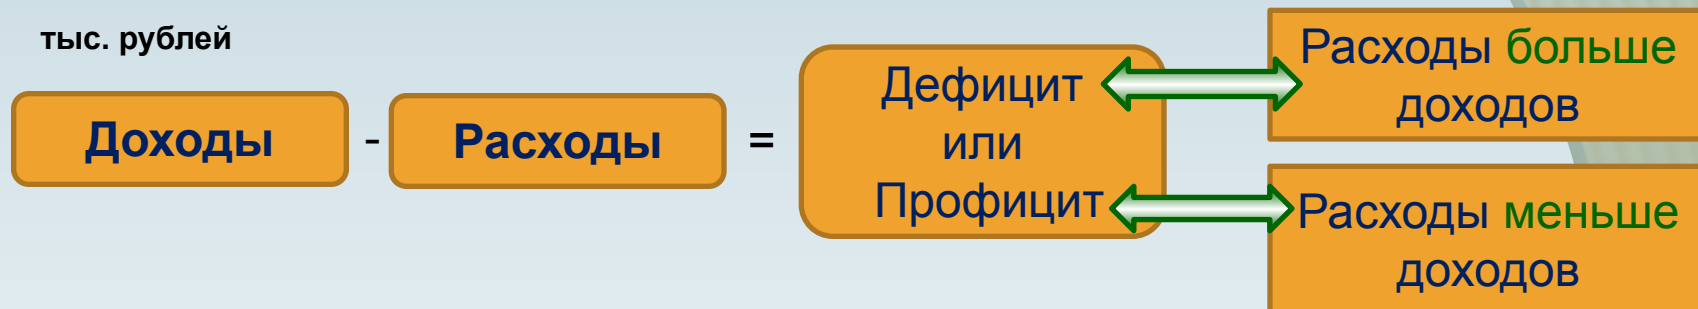 тыс. рублей
Доходы - Расходы =
Дефицит
или
Профицит
Расходы больше
доходов
Расходы меньше
доходов